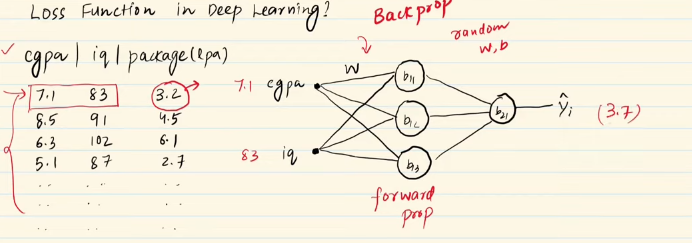 Loss Function in Deep Learning?
Backprop
random
w, b
✓ cgpa | iq | package(lpa)
7.1 83 3.2
8.5 91 4.5
6.3 102 6.1
5.1 87 2.7
.. .. ..
.. .. ..
.. .. ..
7.1 cgpa
83 iq
W
b11
b12
b13
b21
ŷi (3.7)
forward
prop